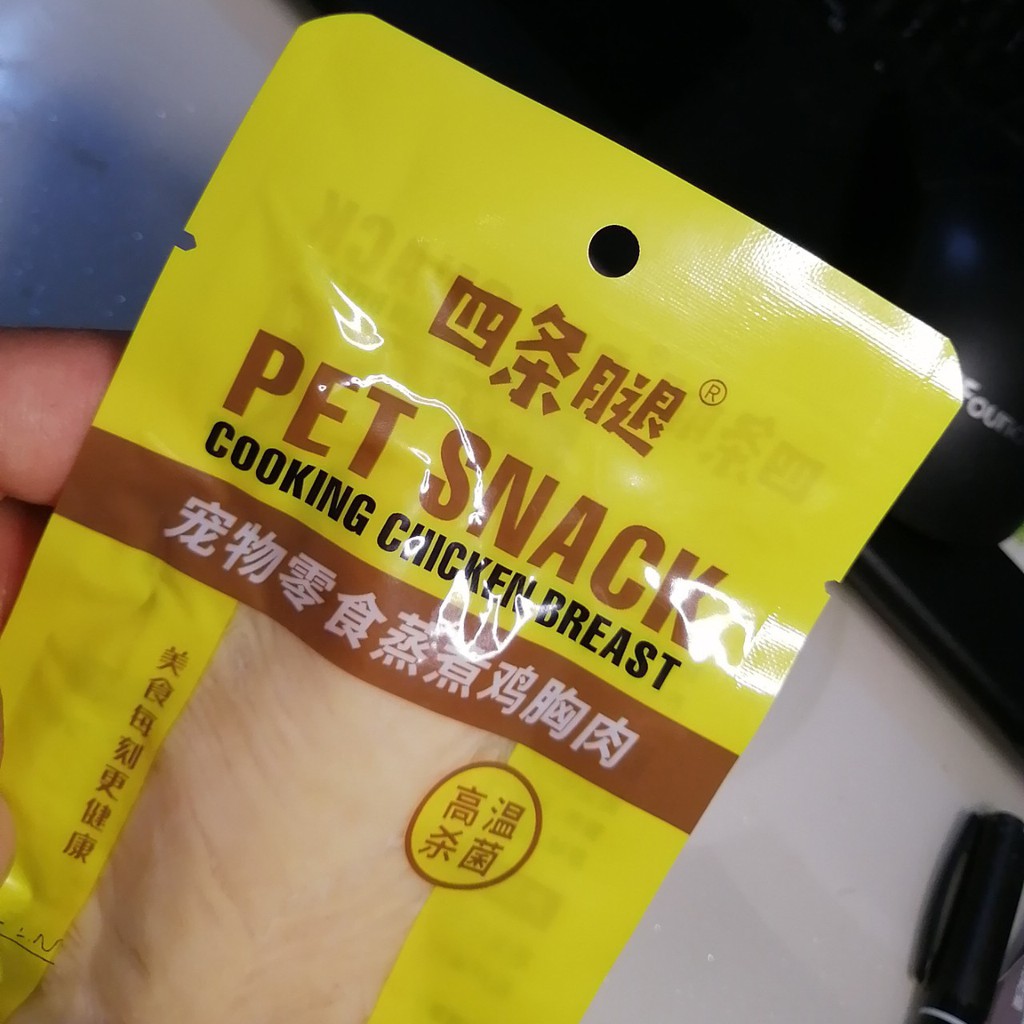 四条腿®
PET SNACK
COOKING CHICKEN BREAST
宠物零食蒸煮鸡胸肉
美食每刻更健康
高温
杀菌
Foun